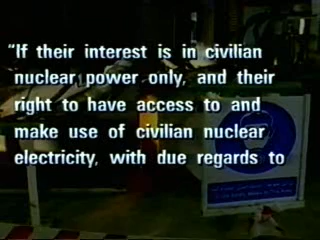 “If their interest is in civilian
nuclear power only, and their
right to have access to and
make use of civilian nuclear
electricity, with due regards to